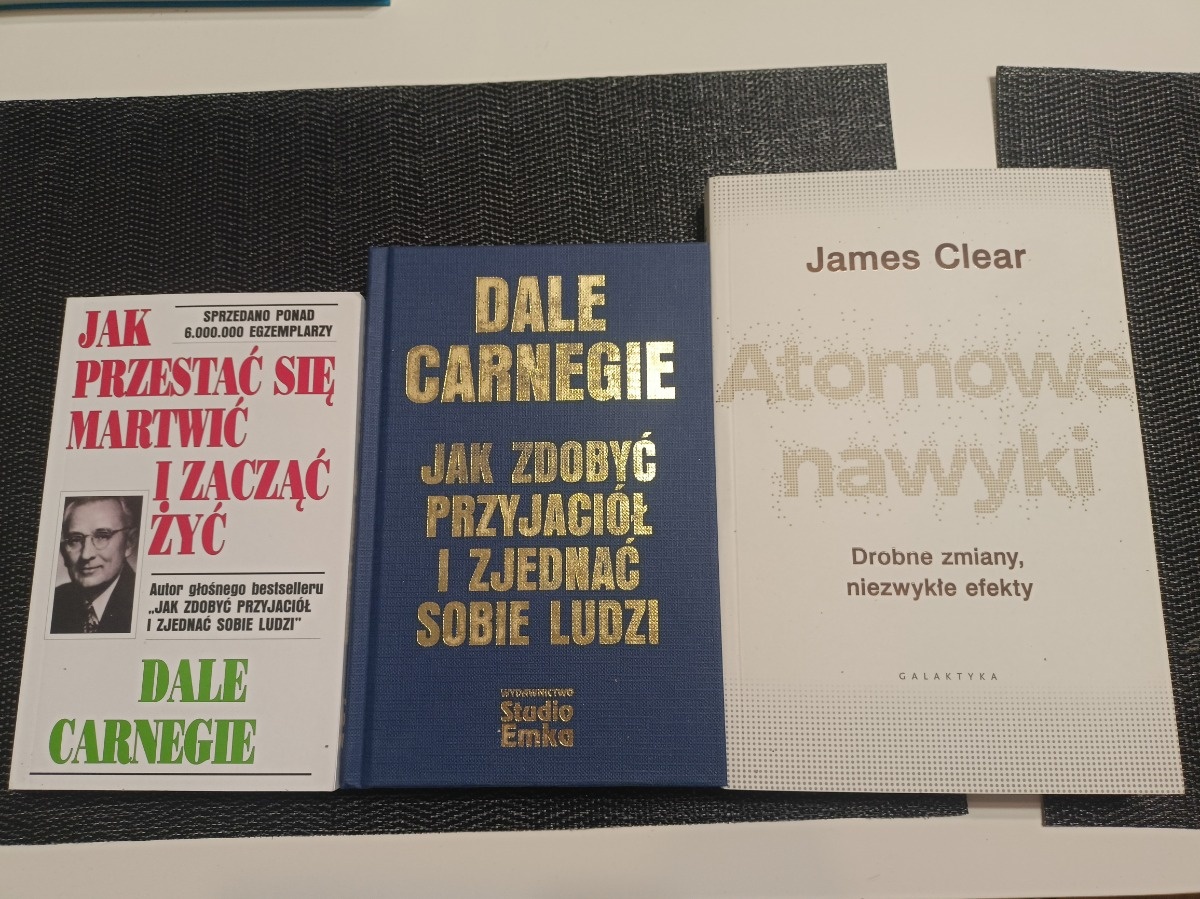 JAK
PRZESTAĆ SIĘ
MARTWIĆ
I ZACZĄĆ
ŻYĆ
SPRZEDANO PONAD
6.000.000 EGZEMPLARZY
Autor głośnego bestselleru
„JAK ZDOBYĆ PRZYJACIÓŁ
I ZJEDNAĆ SOBIE LUDZI”
DALE
CARNEGIE
DALE
CARNEGIE
JAK ZDOBYĆ
PRZYJACIÓŁ
I ZJEDNAĆ
SOBIE LUDZI
WYDAWNICTWO
Studio
Emka
James Clear
Atomowe
nawyki
Drobne zmiany,
niezwykłe efekty
GALAKTYKA